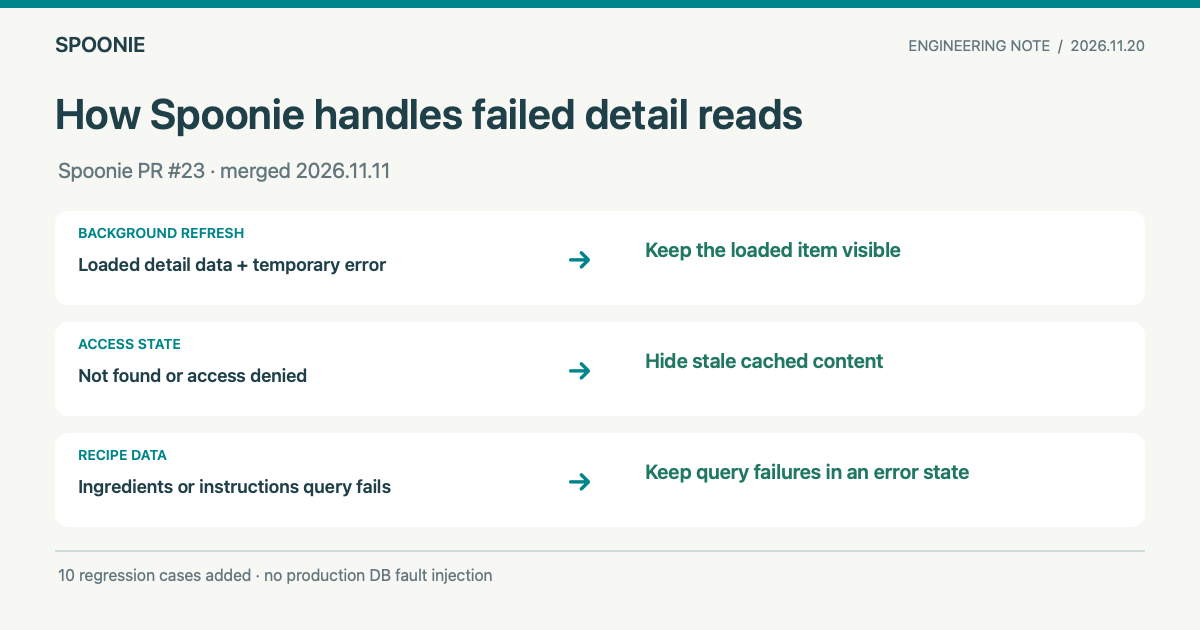 SPOONIE
ENGINEERING NOTE / 2026.11.20
How Spoonie handles failed detail reads
Spoonie PR #23 · merged 2026.11.11
BACKGROUND REFRESH
Loaded detail data + temporary error
→
Keep the loaded item visible
ACCESS STATE
Not found or access denied
→
Hide stale cached content
RECIPE DATA
Ingredients or instructions query fails
→
Keep query failures in an error state
10 regression cases added · no production DB fault injection